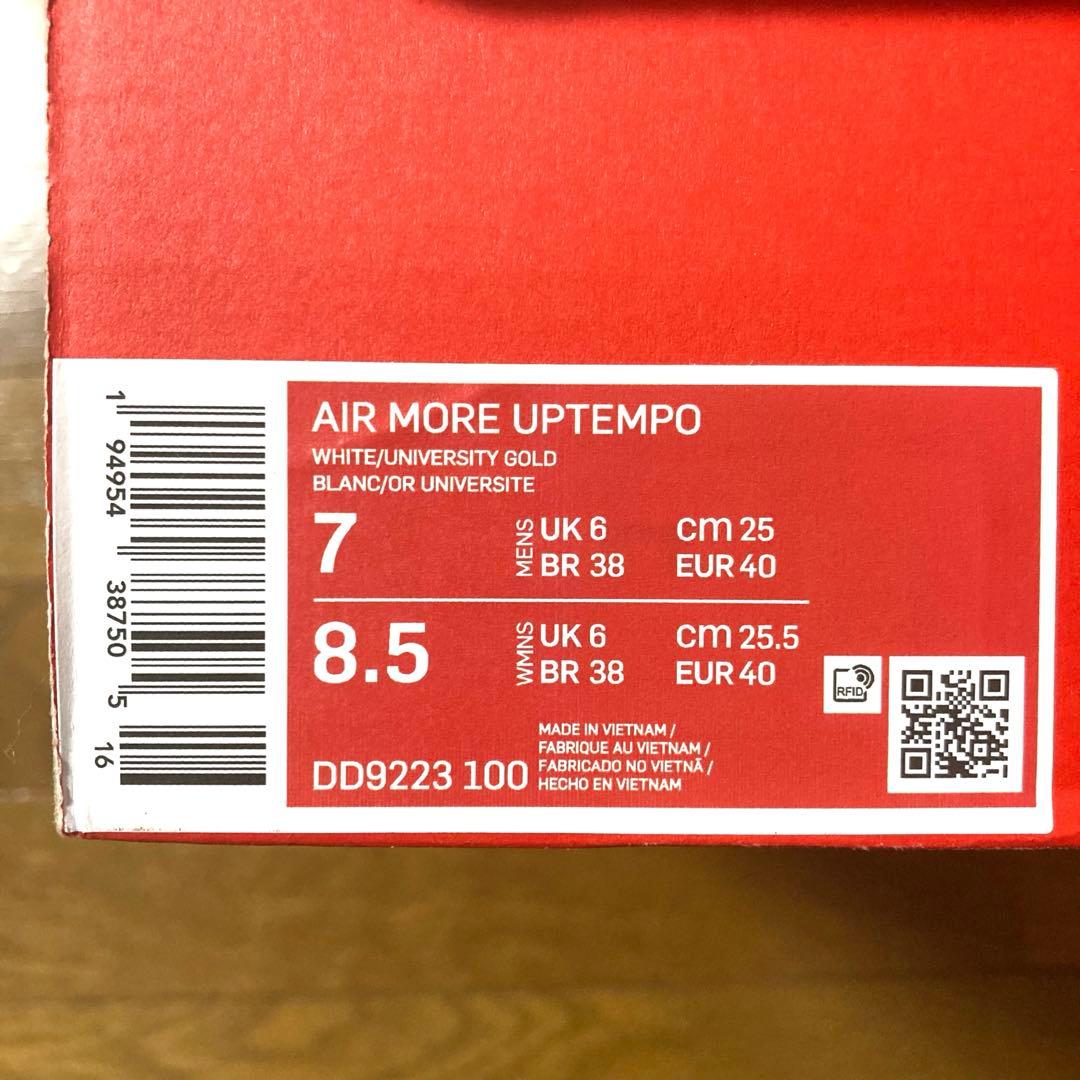 1 94954 38750 5 16
AIR MORE UPTEMPO
WHITE/UNIVERSITY GOLD
BLANC/OR UNIVERSITE
7 MENS UK 6 cm 25
BR 38 EUR 40
8.5 WMNS UK 6 cm 25.5
BR 38 EUR 40
RFID
DD9223 100
MADE IN VIETNAM /
FABRIQUE AU VIETNAM /
FABRICADO NO VIETNÃ /
HECHO EN VIETNAM